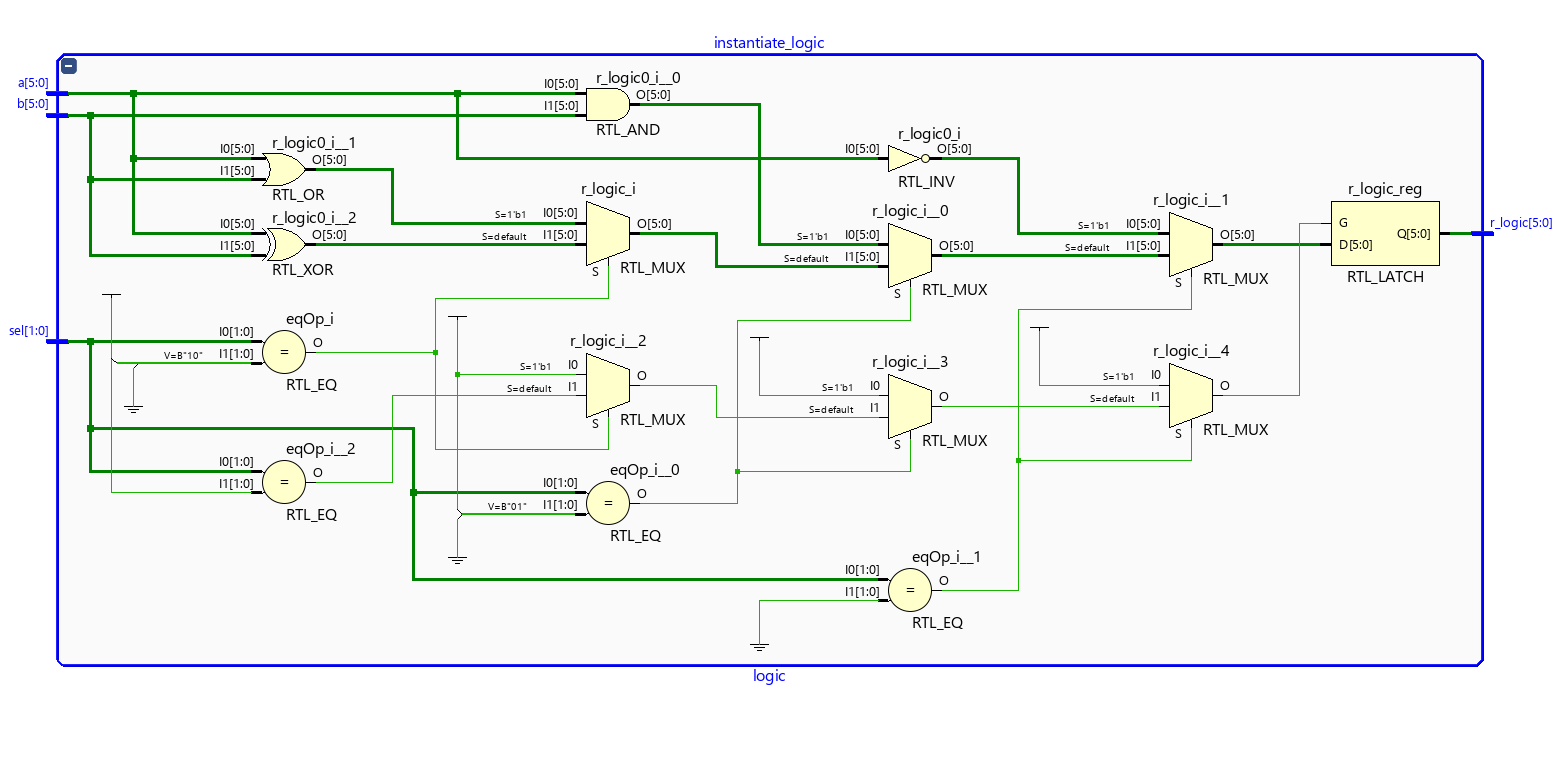 instantiate_logic
a[5:0]
b[5:0]
r_logic0_i__0
I0[5:0]
O[5:0]
I1[5:0]
RTL_AND
r_logic0_i__1
I0[5:0]
O[5:0]
I1[5:0]
RTL_OR
r_logic0_i
I0[5:0]
O[5:0]
RTL_INV
r_logic0_i__2
I0[5:0]
O[5:0]
I1[5:0]
RTL_XOR
r_logic_i
S=1'b1
I0[5:0]
O[5:0]
S=default
I1[5:0]
S
RTL_MUX
r_logic_i__0
S=1'b1
I0[5:0]
O[5:0]
S=default
I1[5:0]
S
RTL_MUX
r_logic_i__1
S=1'b1
I0[5:0]
O[5:0]
S=default
I1[5:0]
S
RTL_MUX
r_logic_reg
G
D[5:0]
Q[5:0]
RTL_LATCH
r_logic[5:0]
sel[1:0]
eqOp_i
I0[1:0]
O
V=B"10"
I1[1:0]
=
RTL_EQ
r_logic_i__2
S=1'b1
I0
O
S=default
I1
S
RTL_MUX
r_logic_i__3
S=1'b1
I0
O
S=default
I1
S
RTL_MUX
r_logic_i__4
S=1'b1
I0
O
S=default
I1
S
RTL_MUX
eqOp_i__2
I0[1:0]
O
I1[1:0]
=
RTL_EQ
eqOp_i__0
I0[1:0]
O
V=B"01"
I1[1:0]
=
RTL_EQ
eqOp_i__1
I0[1:0]
O
I1[1:0]
=
RTL_EQ
logic